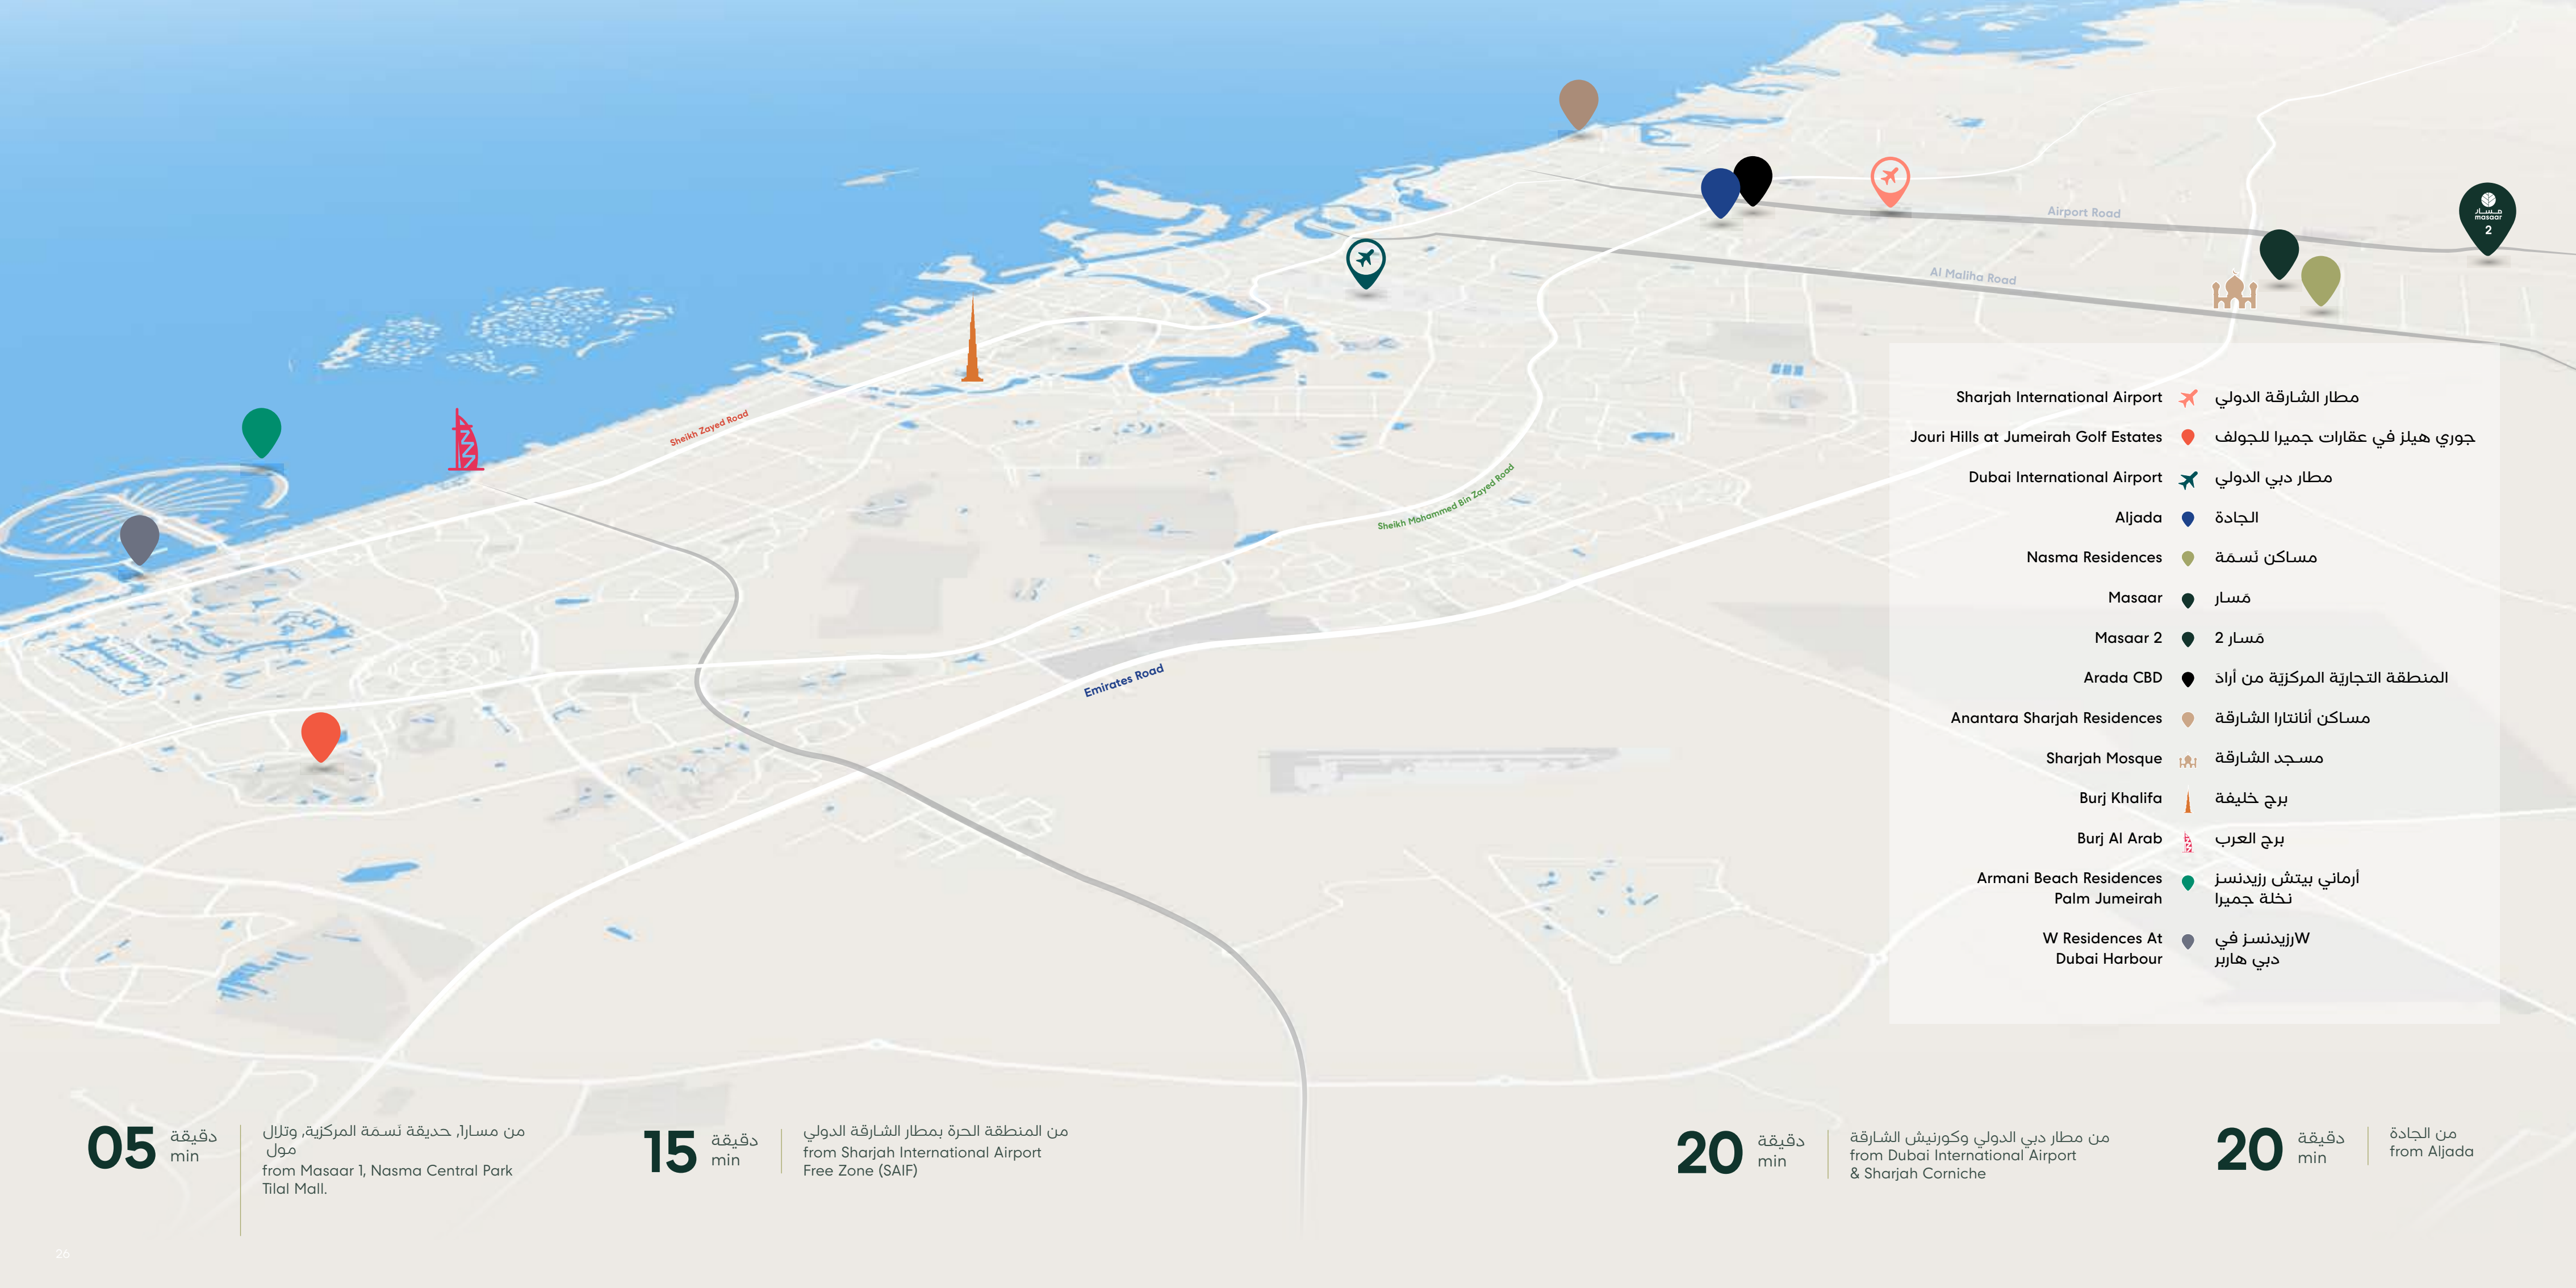 مسار
masaar
2
Airport Road
Al Maliha Road
Sheikh Zayed Road
Sheikh Mohammed Bin Zayed Road
Emirates Road
Sharjah International Airport مطار الشارقة الدولي
Jouri Hills at Jumeirah Golf Estates جوري هيلز في عقارات جميرا للجولف
Dubai International Airport مطار دبي الدولي
Aljada الجادة
Nasma Residences مساكن نَسمَة
Masaar مَسار
Masaar 2 مَسار 2
Arada CBD المنطقة التجاريّة المركزيّة من أرادَ
Anantara Sharjah Residences مساكن أنانتارا الشارقة
Sharjah Mosque مسجد الشارقة
Burj Khalifa برج خليفة
Burj Al Arab برج العرب
Armani Beach Residences أرماني بيتش رزيدنسز
Palm Jumeirah نخلة جميرا
W Residences At Wرزيدنسز في
Dubai Harbour دبي هاربر
05
دقيقة
min
من مسار1, حديقة نَسمَة المركزية, وتلال
مول
from Masaar 1, Nasma Central Park
Tilal Mall.
15
دقيقة
min
من المنطقة الحرة بمطار الشارقة الدولي
from Sharjah International Airport
Free Zone (SAIF)
20
دقيقة
min
من مطار دبي الدولي وكورنيش الشارقة
from Dubai International Airport
& Sharjah Corniche
20
دقيقة
min
من الجادة
from Aljada
26